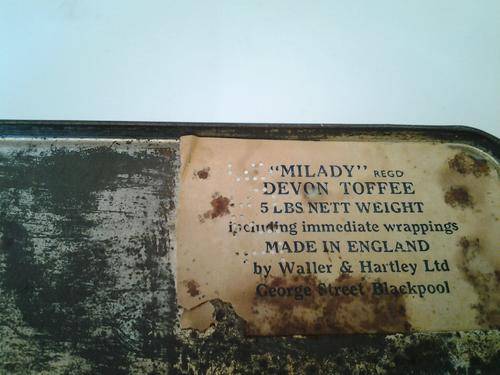 "MILADY" REGD
DEVON TOFFEE
5 LBS NETT WEIGHT
including immediate wrappings
MADE IN ENGLAND
by Waller & Hartley Ltd
George Street Blackpool